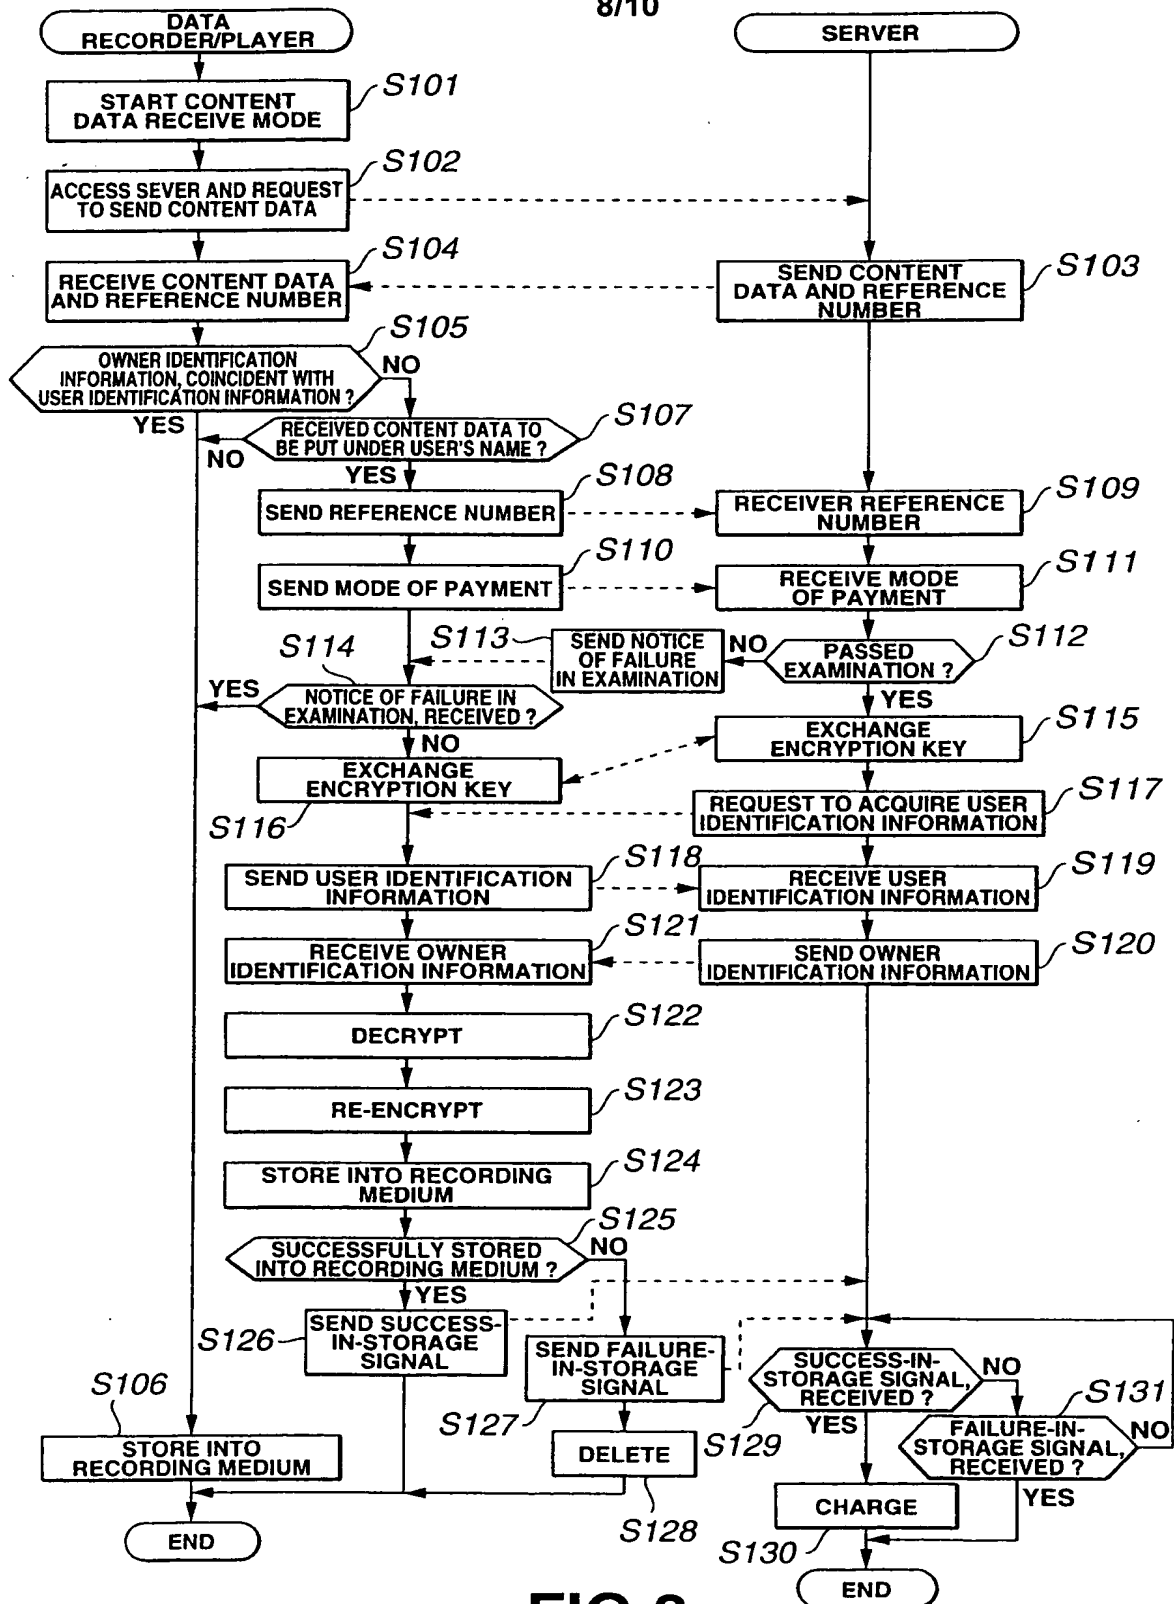 8/10
DATA
RECORDER/PLAYER
SERVER
START CONTENT
DATA RECEIVE MODE
S101
ACCESS SEVER AND REQUEST
TO SEND CONTENT DATA
S102
RECEIVE CONTENT DATA
AND REFERENCE NUMBER
S104
SEND CONTENT
DATA AND REFERENCE
NUMBER
S103
OWNER IDENTIFICATION
INFORMATION, COINCIDENT WITH
USER IDENTIFICATION INFORMATION ?
S105
NO
YES
RECEIVED CONTENT DATA TO
BE PUT UNDER USER'S NAME ?
S107
NO
YES
SEND REFERENCE NUMBER
S108
RECEIVER REFERENCE
NUMBER
S109
SEND MODE OF PAYMENT
S110
RECEIVE MODE
OF PAYMENT
S111
S113
SEND NOTICE
OF FAILURE
IN EXAMINATION
NO
PASSED
EXAMINATION ?
S112
YES
S114
YES
NOTICE OF FAILURE IN
EXAMINATION, RECEIVED ?
NO
EXCHANGE
ENCRYPTION KEY
S115
EXCHANGE
ENCRYPTION KEY
S116
REQUEST TO ACQUIRE USER
IDENTIFICATION INFORMATION
S117
SEND USER IDENTIFICATION
INFORMATION
S118
RECEIVE USER
IDENTIFICATION INFORMATION
S119
RECEIVE OWNER
IDENTIFICATION INFORMATION
S121
SEND OWNER
IDENTIFICATION INFORMATION
S120
DECRYPT
S122
RE-ENCRYPT
S123
STORE INTO RECORDING
MEDIUM
S124
SUCCESSFULLY STORED
INTO RECORDING MEDIUM ?
S125
NO
YES
S126
SEND SUCCESS-
IN-STORAGE
SIGNAL
SEND FAILURE-
IN-STORAGE
SIGNAL
S127
SUCCESS-IN-
STORAGE SIGNAL,
RECEIVED ?
S129
NO
YES
S131
FAILURE-IN-
STORAGE SIGNAL,
RECEIVED ?
NO
YES
S106
STORE INTO
RECORDING MEDIUM
DELETE
S128
CHARGE
S130
END
END